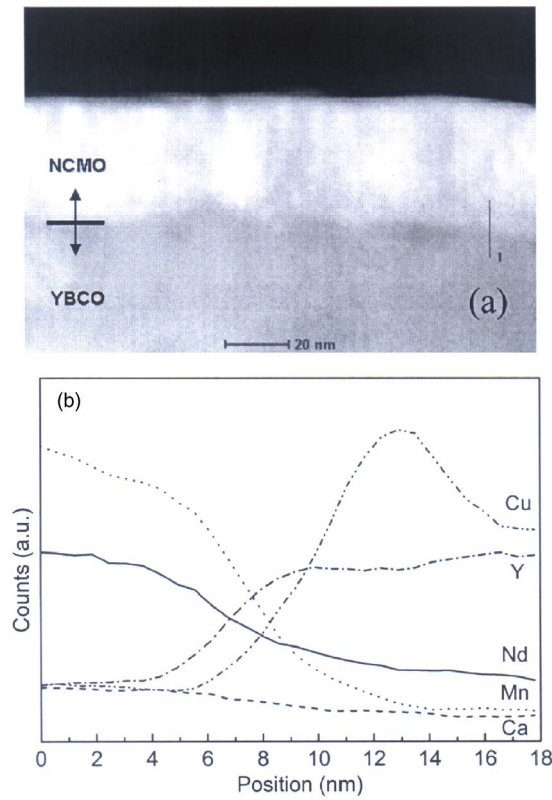 NCMO
YBCO
1
(a)
20 nm
(b)
Counts (a.u.)
Cu
Y
Nd
Mn
Ca
0 2 4 6 8 10 12 14 16 18
Position (nm)